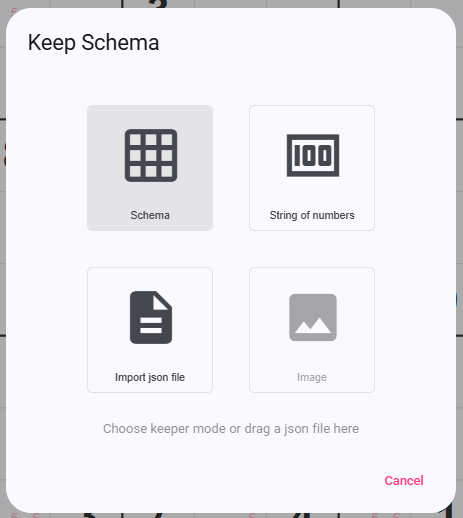 Keep Schema
100
Schema
String of numbers
Import json file
Image
Choose keeper mode or drag a json file here
Cancel